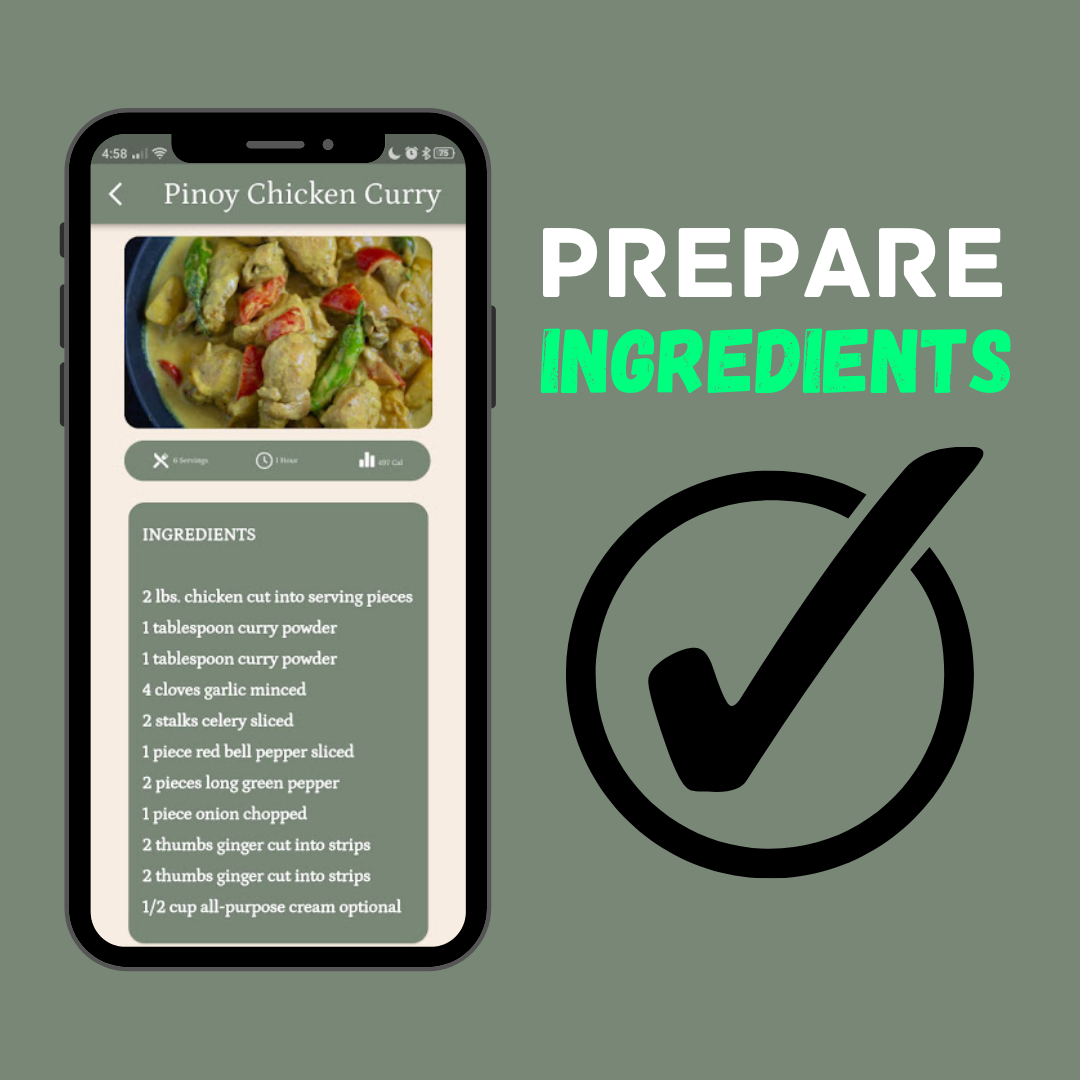 4:58
75
Pinoy Chicken Curry
6 Servings
1 Hour
497 Cal
INGREDIENTS
2 lbs. chicken cut into serving pieces
1 tablespoon curry powder
1 tablespoon curry powder
4 cloves garlic minced
2 stalks celery sliced
1 piece red bell pepper sliced
2 pieces long green pepper
1 piece onion chopped
2 thumbs ginger cut into strips
2 thumbs ginger cut into strips
1/2 cup all-purpose cream optional
PREPARE
INGREDIENTS